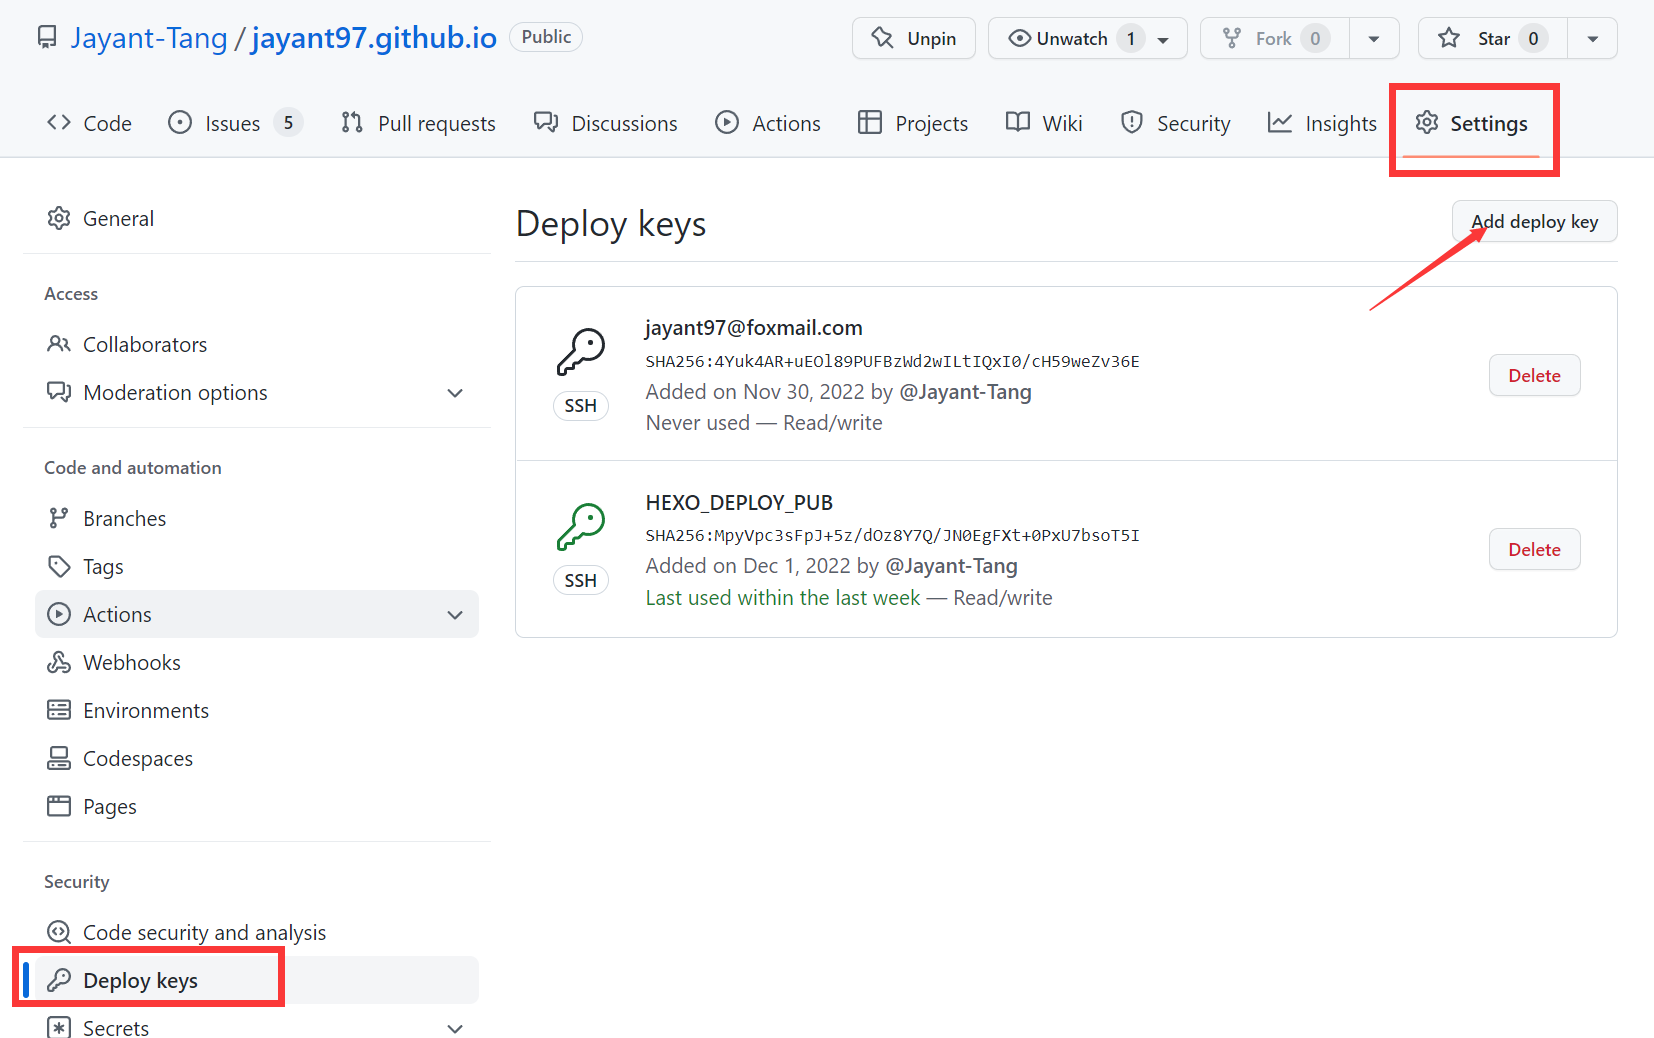 Jayant-Tang / jayant97.github.io Public Unpin Unwatch 1 Fork 0 Star 0
Code Issues 5 Pull requests Discussions Actions Projects Wiki Security Insights Settings
General
Access
Collaborators
Moderation options
Code and automation
Branches
Tags
Actions
Webhooks
Environments
Codespaces
Pages
Security
Code security and analysis
Deploy keys
Secrets
Deploy keys Add deploy key
jayant97@foxmail.com
SHA256:4Yuk4AR+uEOl89PUFBzWd2wILtIQxI0/cH59weZv36E
Added on Nov 30, 2022 by @Jayant-Tang
Never used — Read/write
SSH
Delete
HEXO_DEPLOY_PUB
SHA256:MpyVpc3sFpJ+5z/dOz8Y7Q/JN0EgFXt+0PxU7bsoT5I
Added on Dec 1, 2022 by @Jayant-Tang
Last used within the last week — Read/write
SSH
Delete